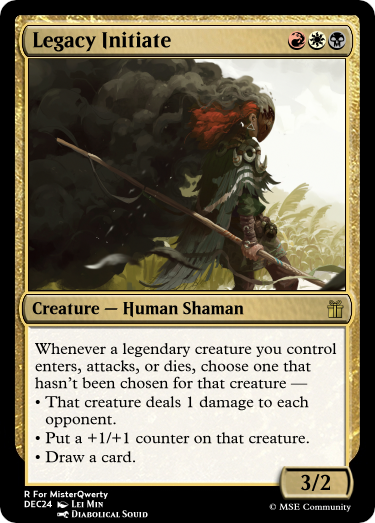 Legacy Initiate
Creature — Human Shaman
Whenever a legendary creature you control
enters, attacks, or dies, choose one that
hasn't been chosen for that creature —
• That creature deals 1 damage to each
opponent.
• Put a +1/+1 counter on that creature.
• Draw a card.
3/2
R For MisterQwerty
DEC24 Lei Min
Diabolical Squid
© MSE Community